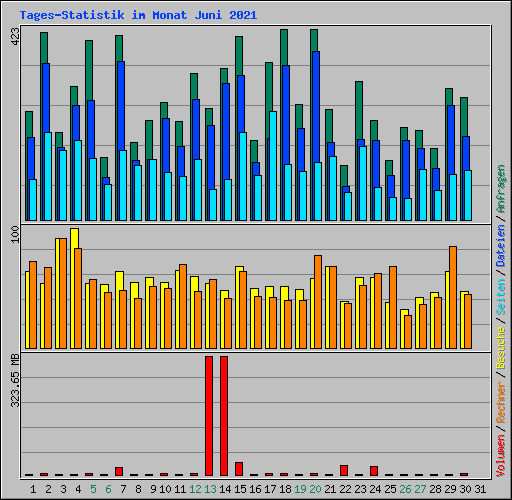 Tages-Statistik im Monat Juni 2021
423
100
323.65 MB
Volumen / Rechner / Besuche / Seiten / Dateien / Anfragen
1 2 3 4 5 6 7 8 9 10 11 12 13 14 15 16 17 18 19 20 21 22 23 24 25 26 27 28 29 30 31